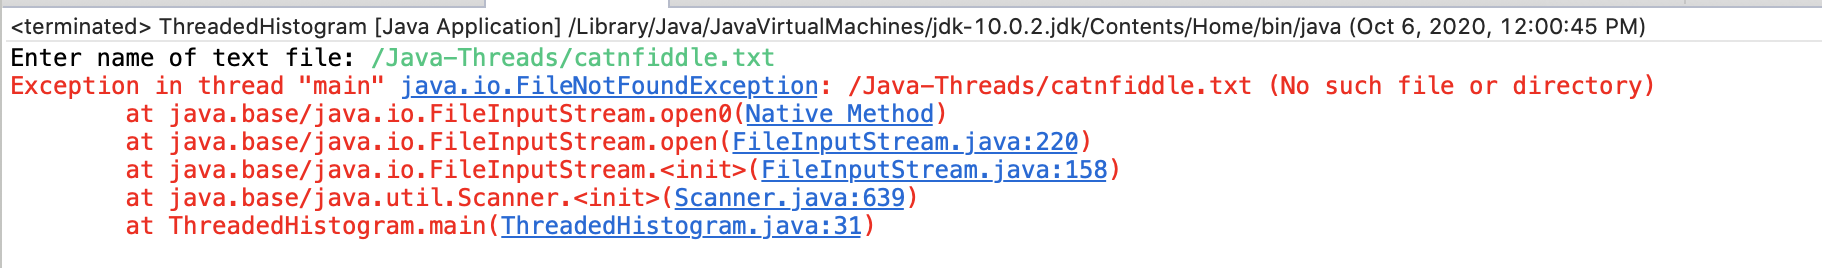 <terminated> ThreadedHistogram [Java Application] /Library/Java/JavaVirtualMachines/jdk-10.0.2.jdk/Contents/Home/bin/java (Oct 6, 2020, 12:00:45 PM)
Enter name of text file: /Java-Threads/catnfiddle.txt
Exception in thread "main" java.io.FileNotFoundException: /Java-Threads/catnfiddle.txt (No such file or directory)
	at java.base/java.io.FileInputStream.open0(Native Method)
	at java.base/java.io.FileInputStream.open(FileInputStream.java:220)
	at java.base/java.io.FileInputStream.<init>(FileInputStream.java:158)
	at java.base/java.util.Scanner.<init>(Scanner.java:639)
	at ThreadedHistogram.main(ThreadedHistogram.java:31)